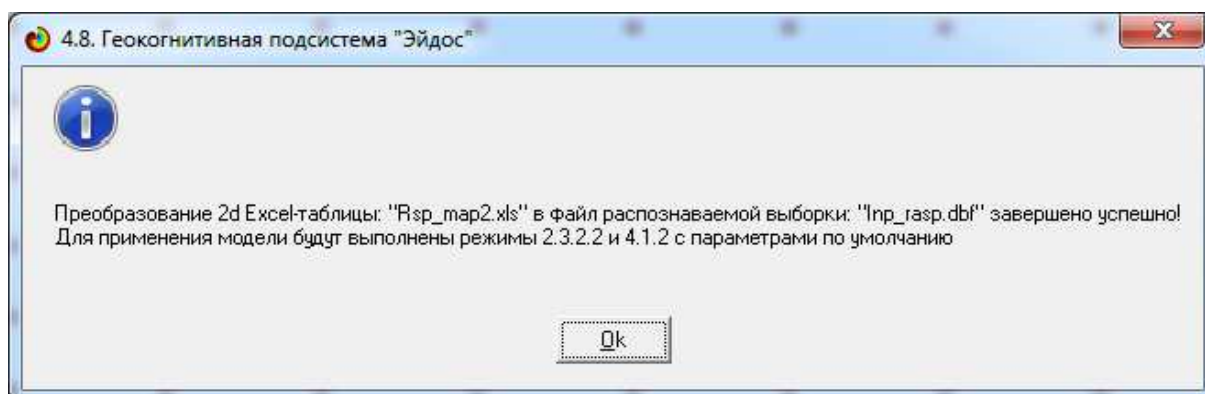 4.8. Геокогнитивная подсистема "Эйдос"
Преобразование 2d Excel-таблицы: "Rsp_map2.xls" в файл распознаваемой выборки: "Inp_rasp.dbf" завершено успешно!
Для применения модели будут выполнены режимы 2.3.2.2 и 4.1.2 с параметрами по умолчанию
Ok